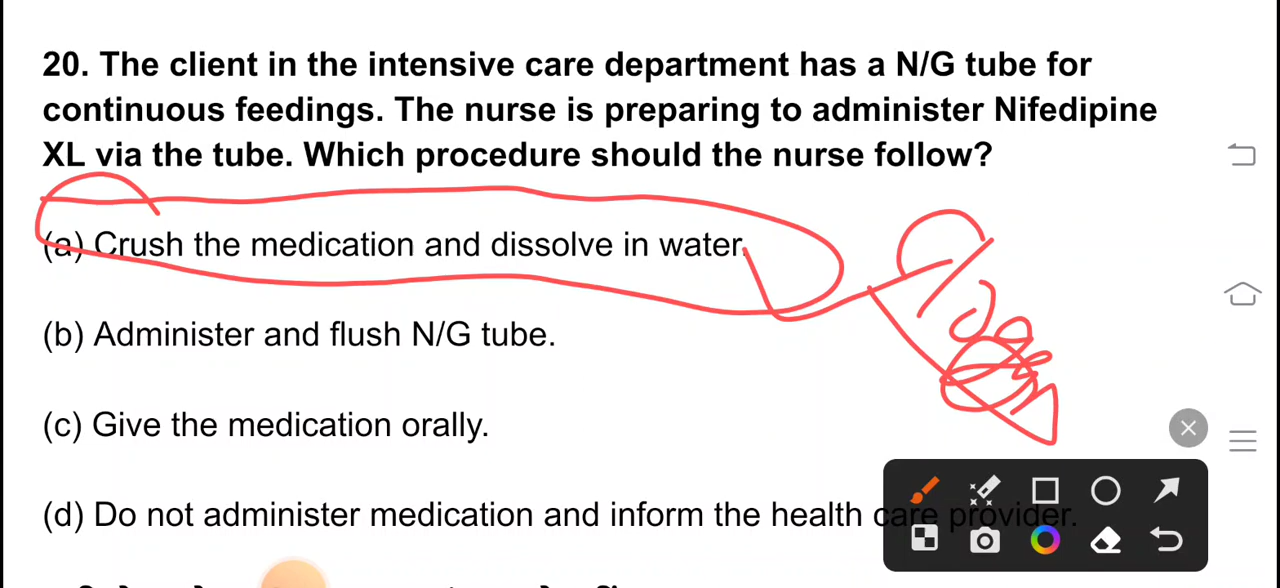 20. The client in the intensive care department has a N/G tube for
continuous feedings. The nurse is preparing to administer Nifedipine
XL via the tube. Which procedure should the nurse follow?
(a) Crush the medication and dissolve in water.
(b) Administer and flush N/G tube.
(c) Give the medication orally.
(d) Do not administer medication and inform the health care provider.